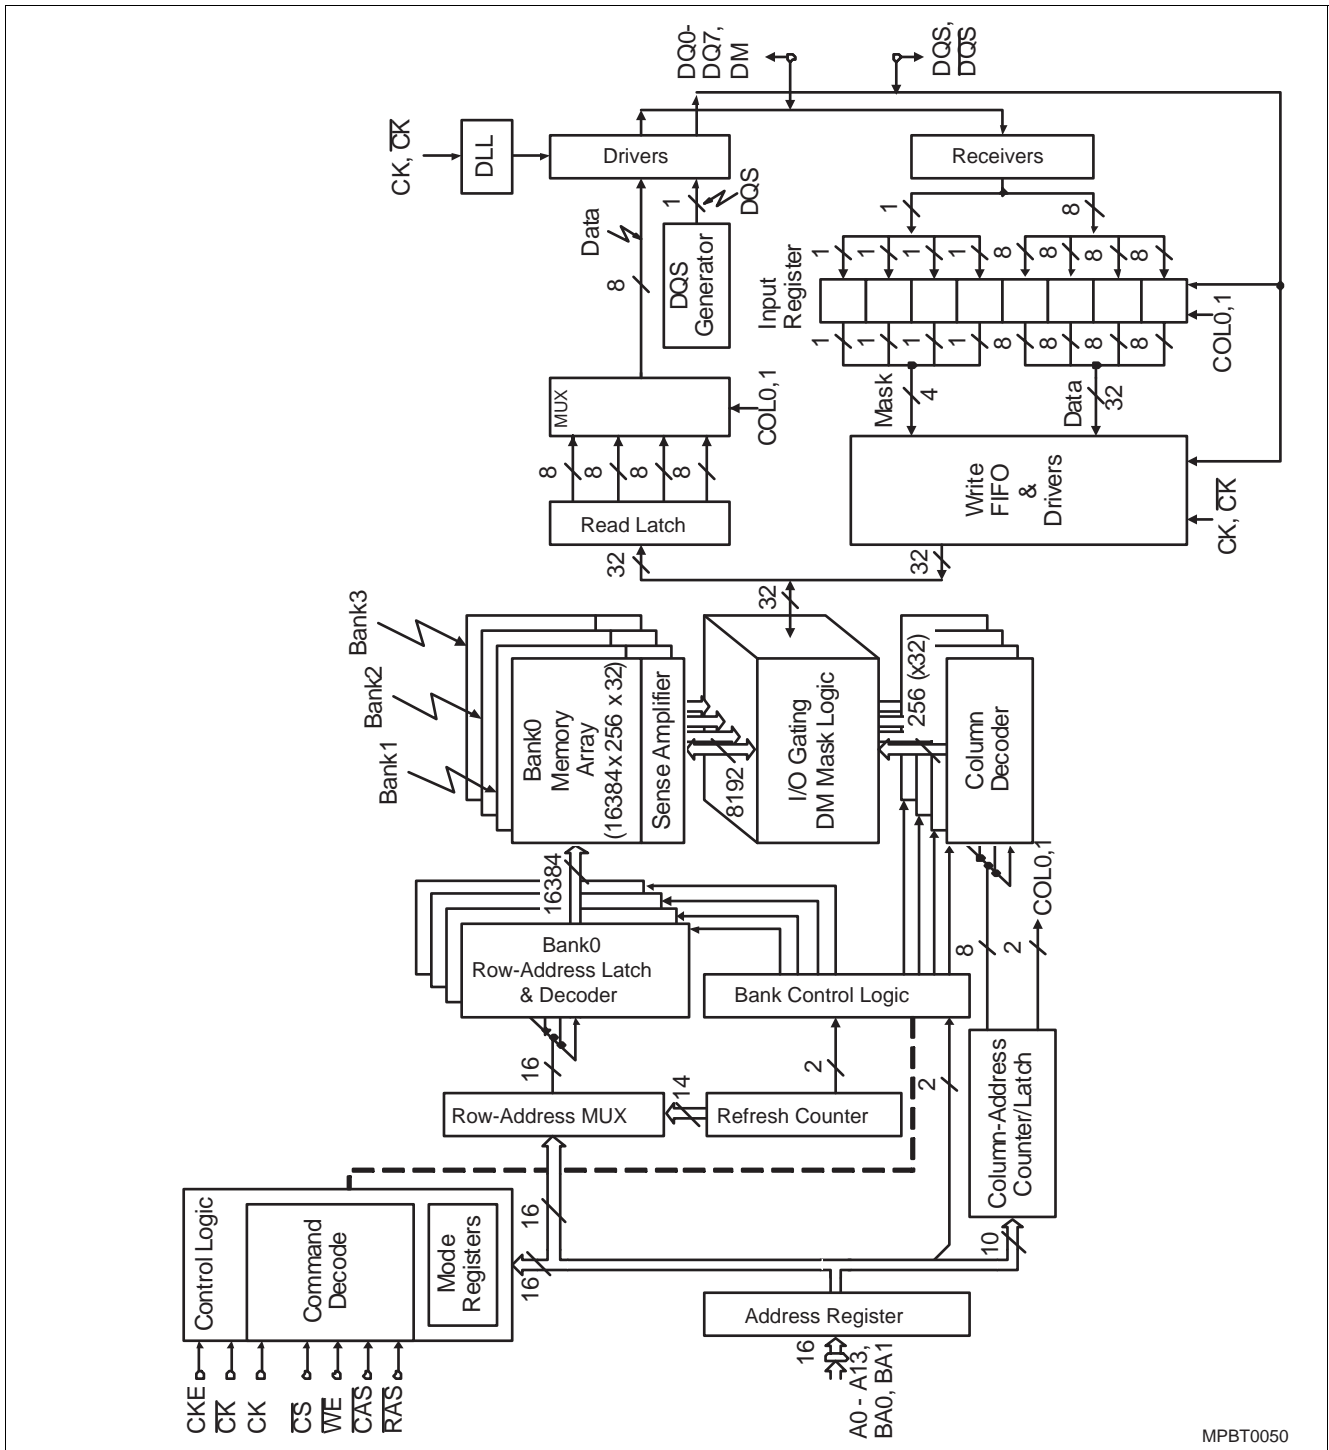 CKE
CK
CK
CS
WE
CAS
RAS
Control Logic
Command
Decode
Mode
Registers
16
16
Address Register
16
A0 - A13,
BA0, BA1
Row-Address MUX
14
Refresh Counter
16
2
2
10
Column-Address
Counter/Latch
8
2
COL0,1
Bank0
Row-Address Latch
& Decoder
Bank Control Logic
16384
Bank1
Bank2
Bank3
Bank0
Memory
Array
(16384 x 256 x 32)
Sense Amplifier
8192
I/O Gating
DM Mask Logic
256 (x32)
Column
Decoder
32
32
32
Read Latch
8
8
8
8
MUX
COL0,1
8
Data
DQS
Generator
1
DQS
Drivers
DLL
CK, CK
DQ0-
DQ7,
DM
DQS,
DQS
Receivers
1
8
1
1
1
1
8
8
8
8
Input
Register
1
1
1
1
8
8
8
8
COL0,1
Mask
4
Data
32
Write
FIFO
&
Drivers
CK, CK
MPBT0050